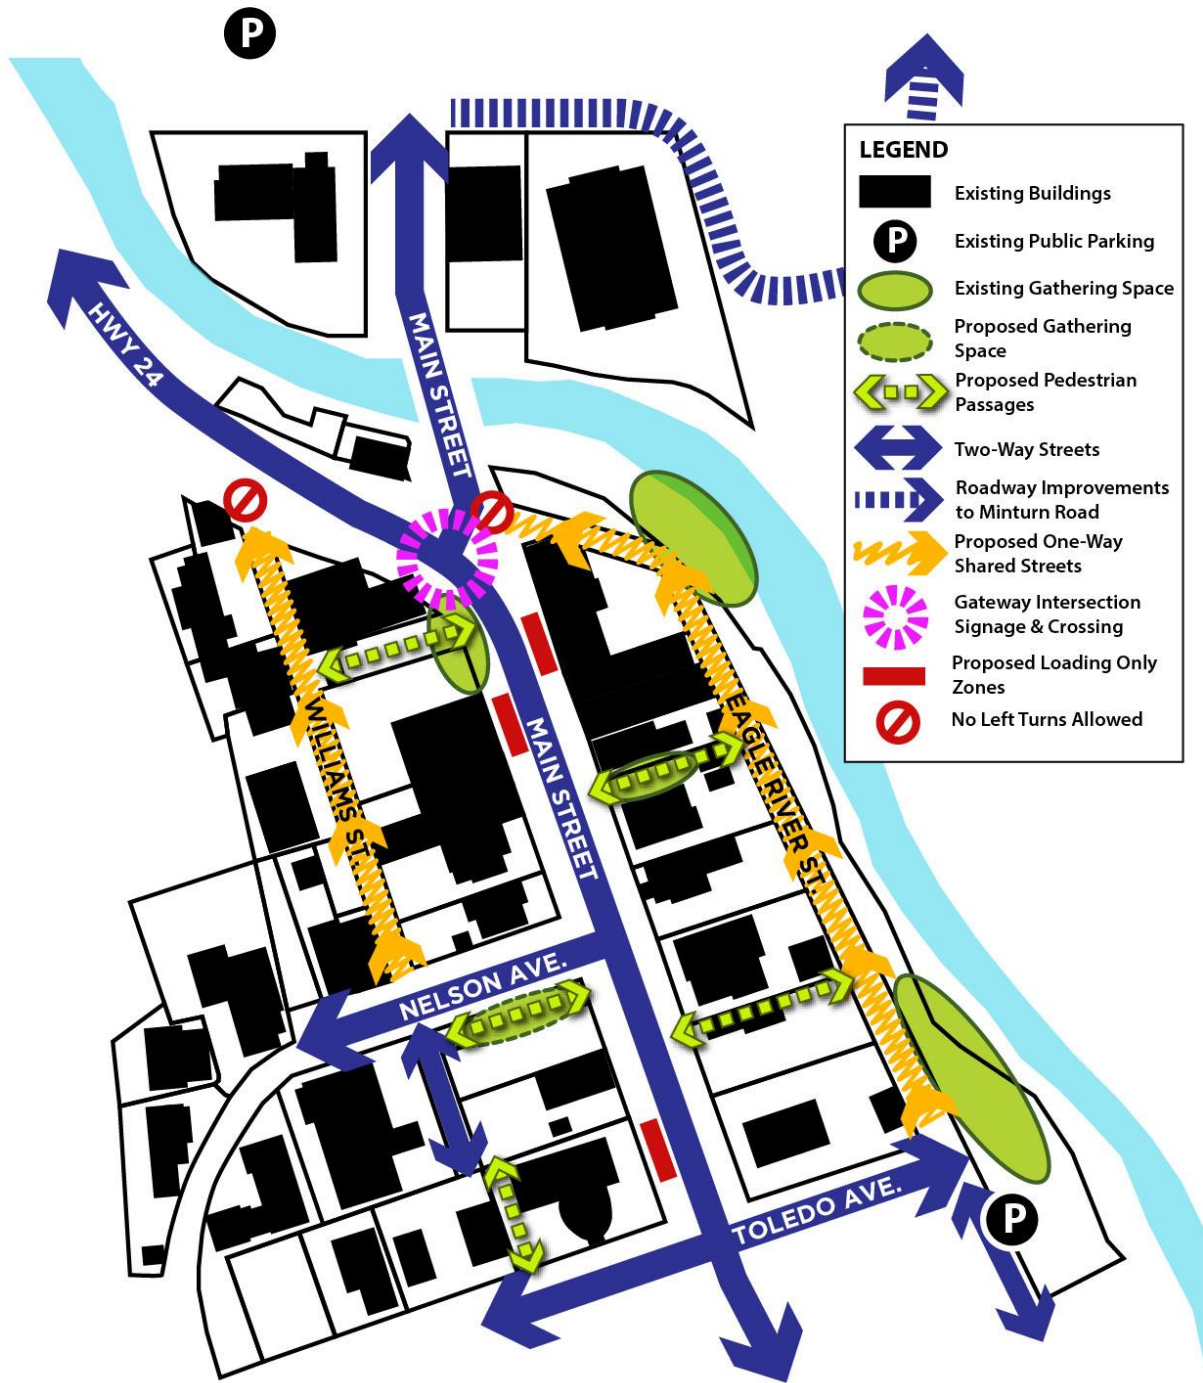 P
LEGEND
Existing Buildings
P
Existing Public Parking
Existing Gathering Space
Proposed Gathering
Space
Proposed Pedestrian
Passages
Two-Way Streets
Roadway Improvements
to Minturn Road
Proposed One-Way
Shared Streets
Gateway Intersection
Signage & Crossing
Proposed Loading Only
Zones
No Left Turns Allowed
HWY 24
MAIN STREET
WILLIAMS ST.
MAIN STREET
EAGLE RIVER ST.
NELSON AVE.
TOLEDO AVE.
P